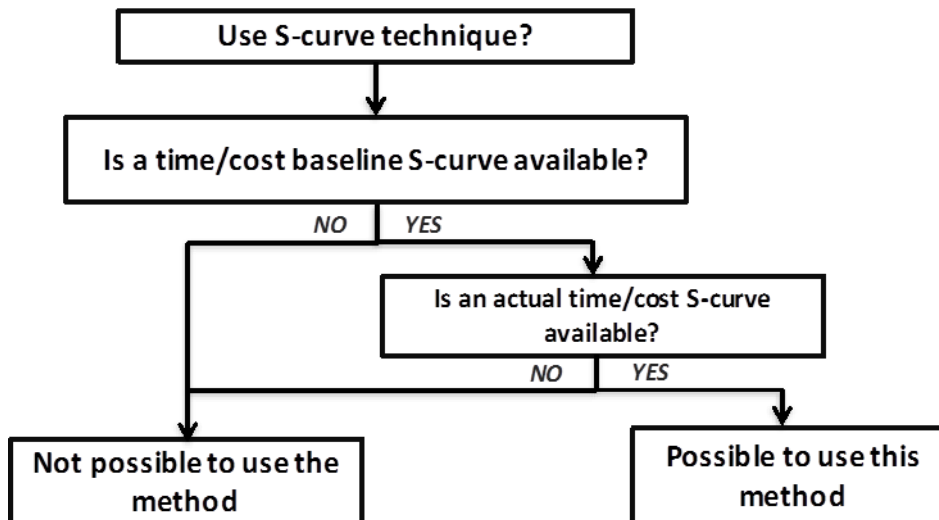 Use S-curve technique?
Is a time/cost baseline S-curve available?
NO YES
Is an actual time/cost S-curve
available?
NO YES
Not possible to use the
method
Possible to use this
method